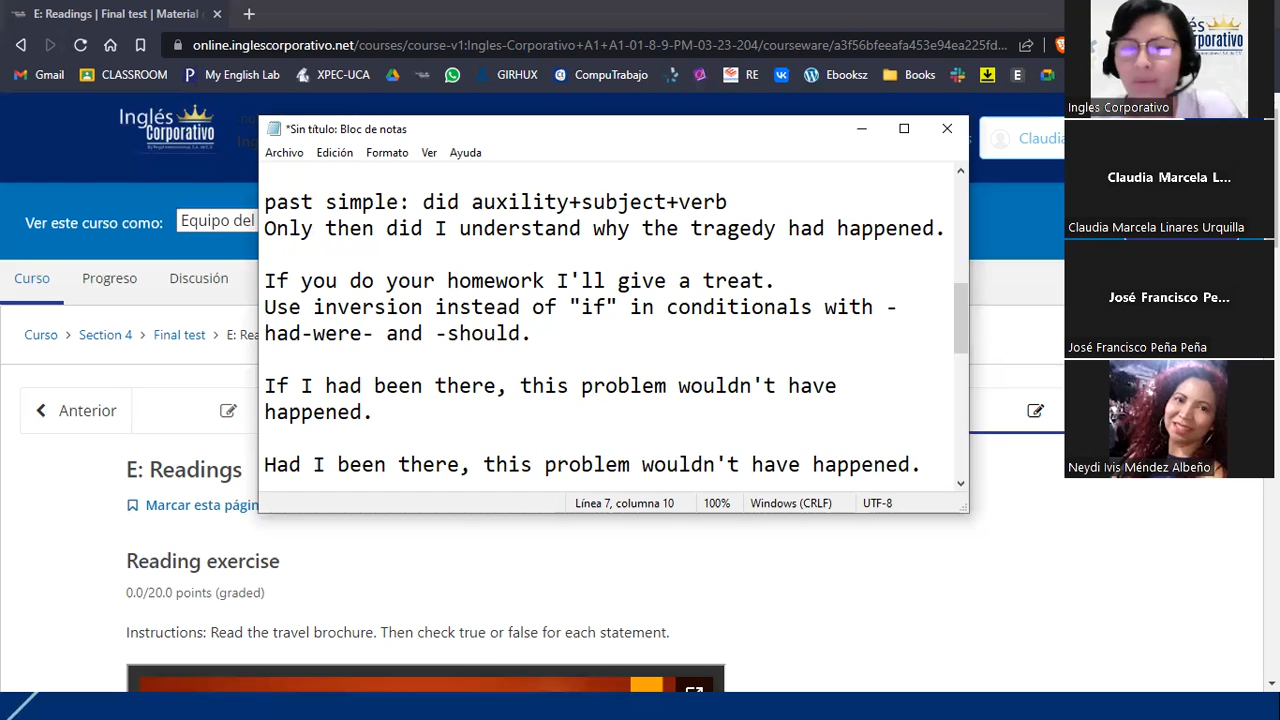 E: Readings | Final test | Material
online.inglescorporativo.net/courses/course-v1:Ingles-Corporativo+A1+A1-01-8-9-PM-03-23-204/courseware/a3f56bfeeafa453e94ea225fd...
Gmail CLASSROOM My English Lab XPEC-UCA GIRHUX CompuTrabajo RE Ebooksz Books
Inglés
Corporativo
Claudia
Ver este curso como:
Equipo del
Curso Progreso Discusión
Curso Section 4 Final test E: Rea
Anterior
E: Readings
Marcar esta págin
Reading exercise
0.0/20.0 points (graded)
Instructions: Read the travel brochure. Then check true or false for each statement.
*Sin título: Bloc de notas
Archivo Edición Formato Ver Ayuda
past simple: did auxility+subject+verb
Only then did I understand why the tragedy had happened.
If you do your homework I'll give a treat.
Use inversion instead of "if" in conditionals with -
had-were- and -should.
If I had been there, this problem wouldn't have
happened.
Had I been there, this problem wouldn't have happened.
Línea 7, columna 10 100% Windows (CRLF) UTF-8
Ingles Corporativo
Claudia Marcela L...
Claudia Marcela Linares Urquilla
José Francisco Pe...
José Francisco Peña Peña
Neydi Ivis Méndez Albeño